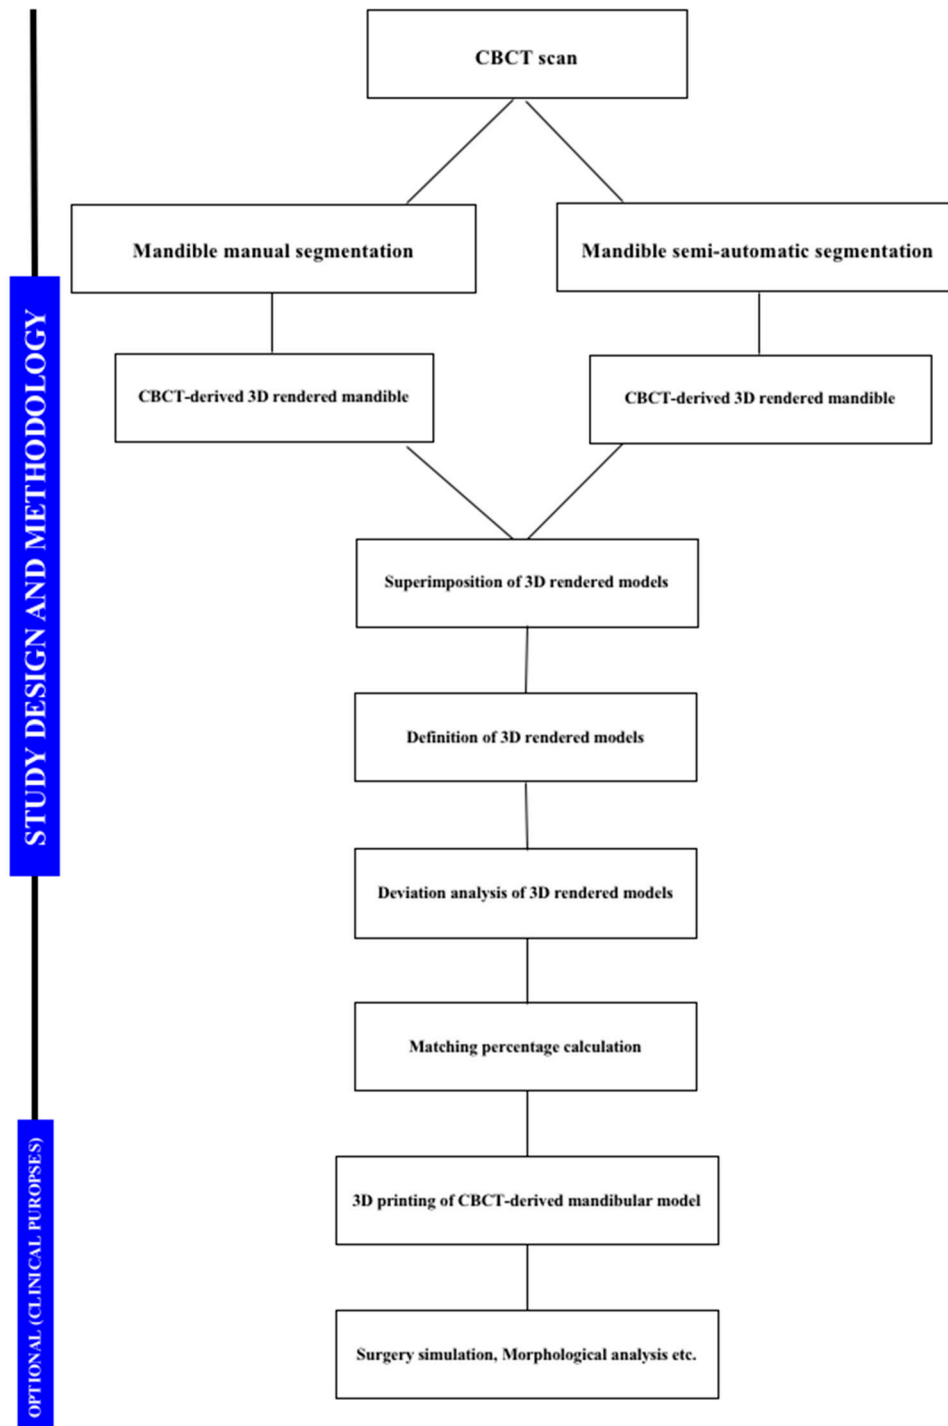 CBCT scan
Mandible manual segmentation
Mandible semi-automatic segmentation
CBCT-derived 3D rendered mandible
CBCT-derived 3D rendered mandible
Superimposition of 3D rendered models
Definition of 3D rendered models
Deviation analysis of 3D rendered models
Matching percentage calculation
3D printing of CBCT-derived mandibular model
Surgery simulation, Morphological analysis etc.
STUDY DESIGN AND METHODOLOGY
OPTIONAL (CLINICAL PUROPSES)